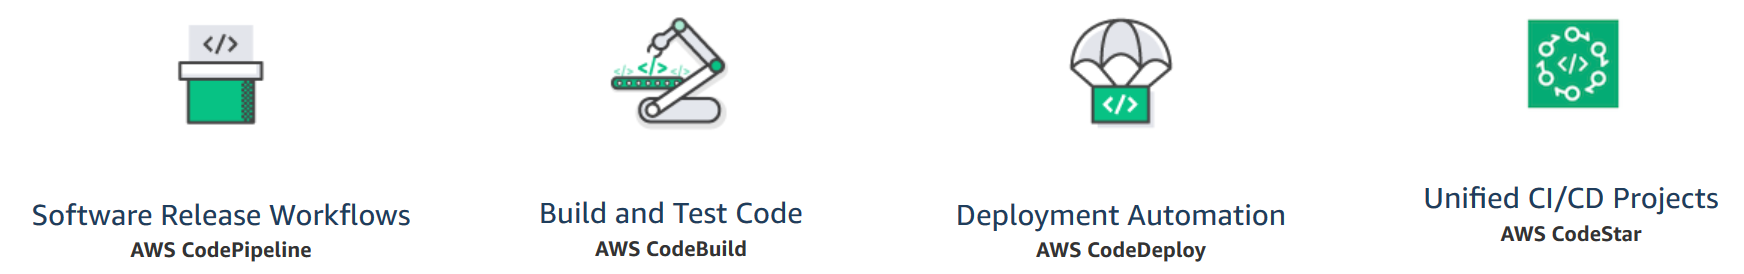 </>
</> </> </>
</>
</>
Software Release Workflows
AWS CodePipeline
Build and Test Code
AWS CodeBuild
Deployment Automation
AWS CodeDeploy
Unified CI/CD Projects
AWS CodeStar